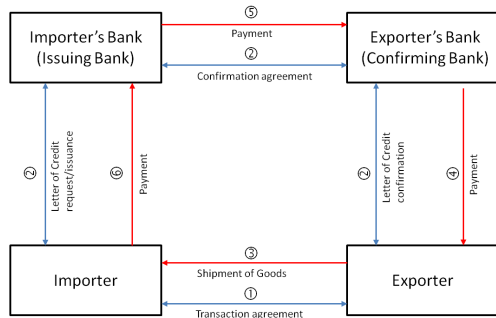 ⑤
Importer's Bank
(Issuing Bank)
Payment
②
Confirmation agreement
Exporter's Bank
(Confirming Bank)
②
Letter of Credit
request/issuance
⑥
Payment
②
Letter of Credit
confirmation
④
Payment
Importer
③
Shipment of Goods
①
Transaction agreement
Exporter